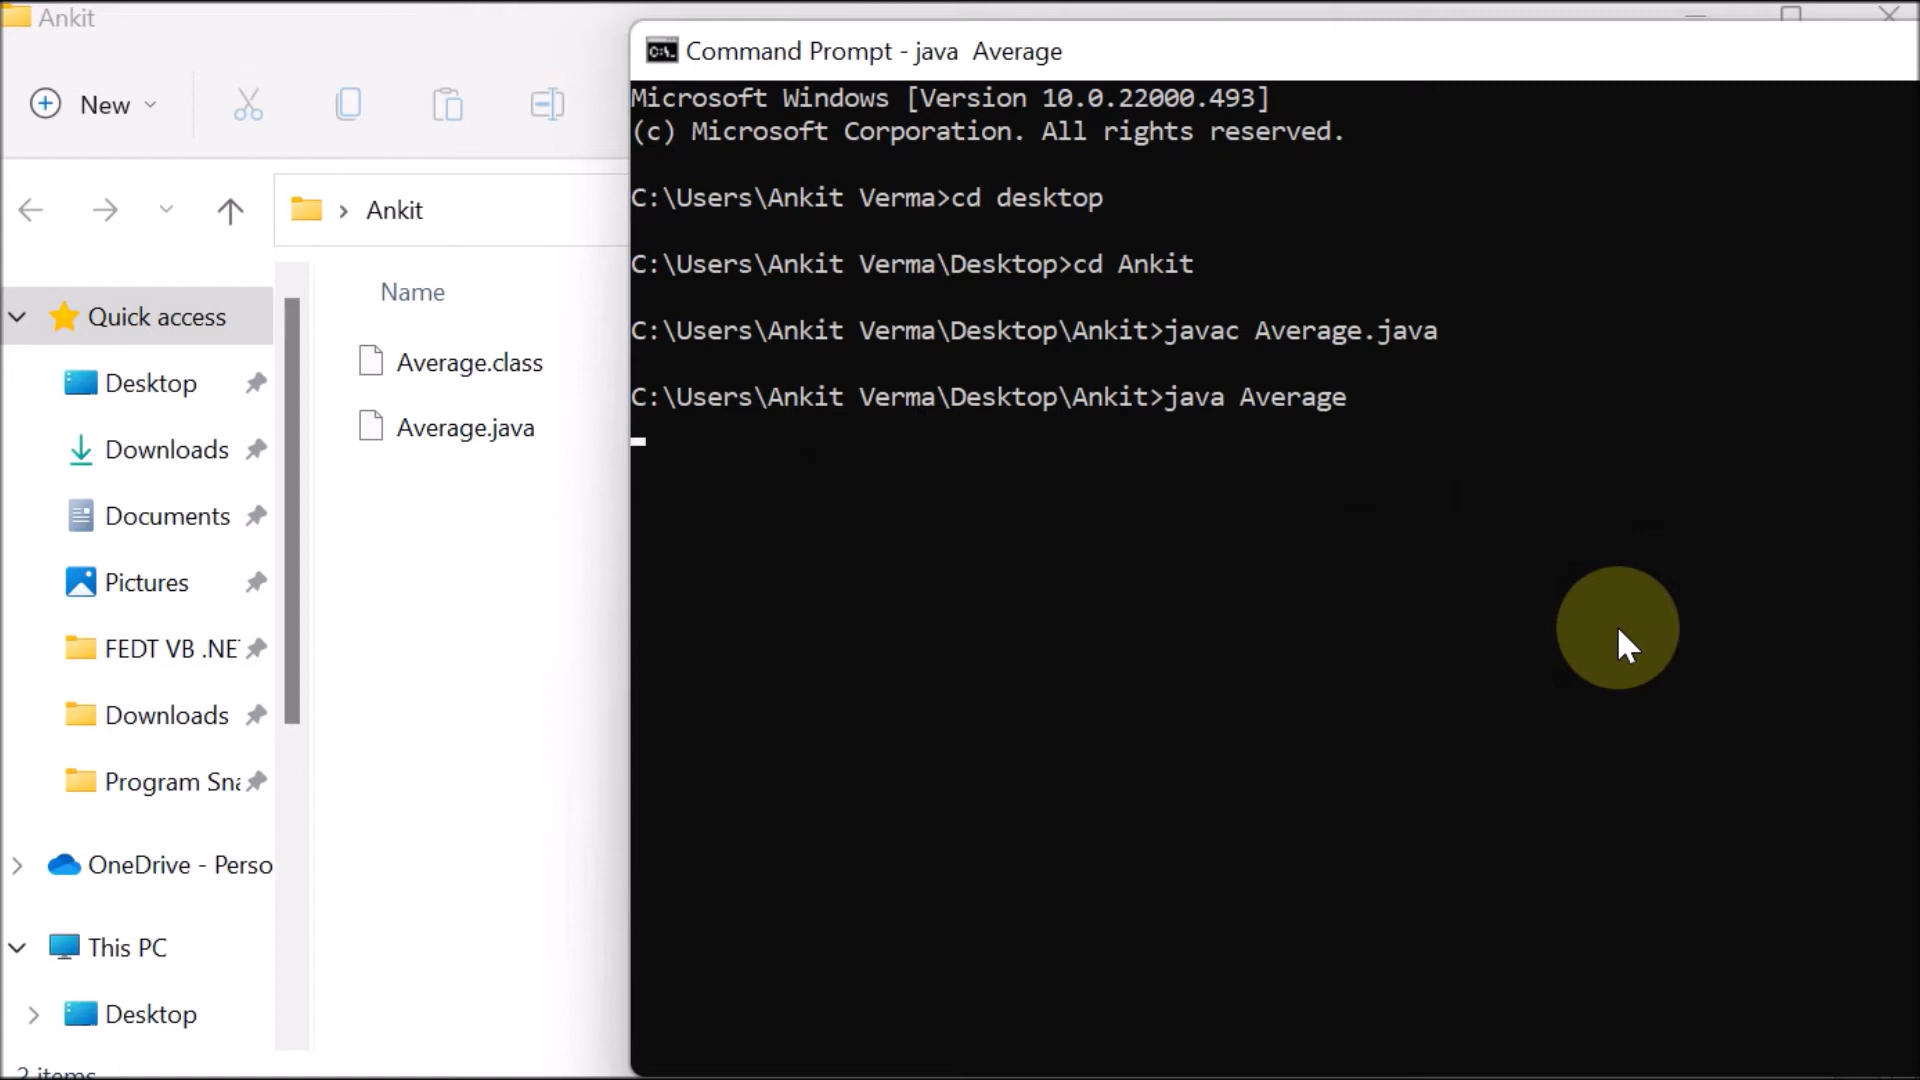 Ankit
New
Ankit
Name
Average.class
Average.java
Quick access
Desktop
Downloads
Documents
Pictures
FEDT VB .NE
Downloads
Program Sna
OneDrive - Perso
This PC
Desktop
2 items
Command Prompt - java  Average
Microsoft Windows [Version 10.0.22000.493]
(c) Microsoft Corporation. All rights reserved.
C:\Users\Ankit Verma>cd desktop
C:\Users\Ankit Verma\Desktop>cd Ankit
C:\Users\Ankit Verma\Desktop\Ankit>javac Average.java
C:\Users\Ankit Verma\Desktop\Ankit>java Average